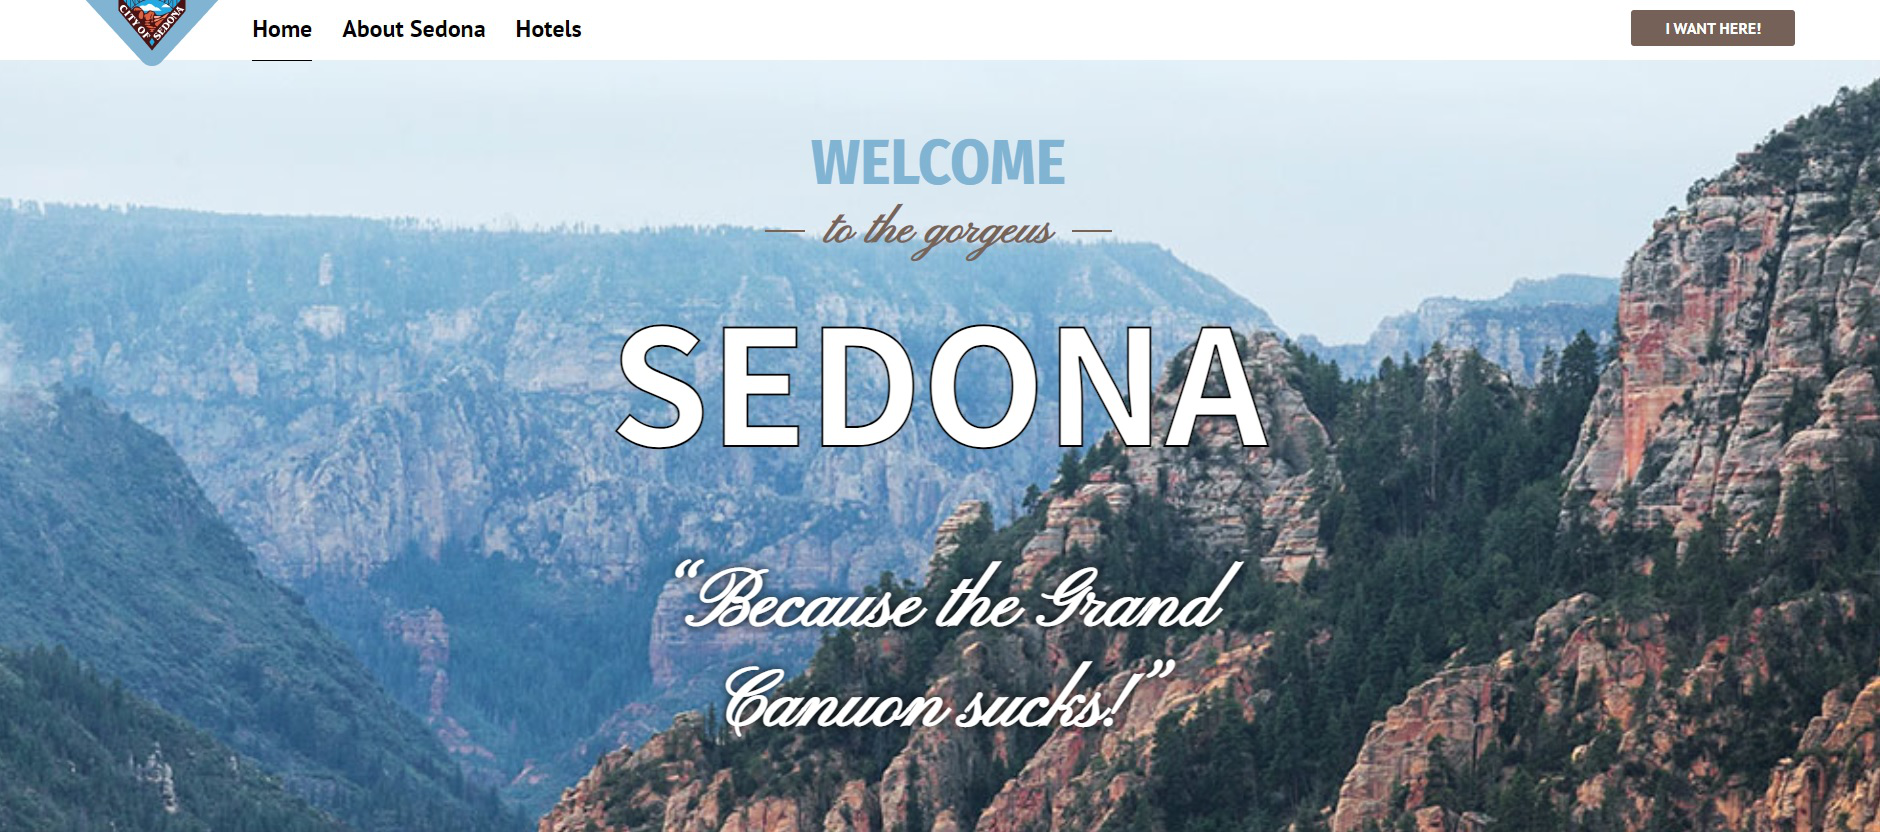 CITY OF SEDONA
Home About Sedona Hotels
I WANT HERE!
WELCOME
to the gorgeus
SEDONA
“Because the Grand
Canuon sucks!”